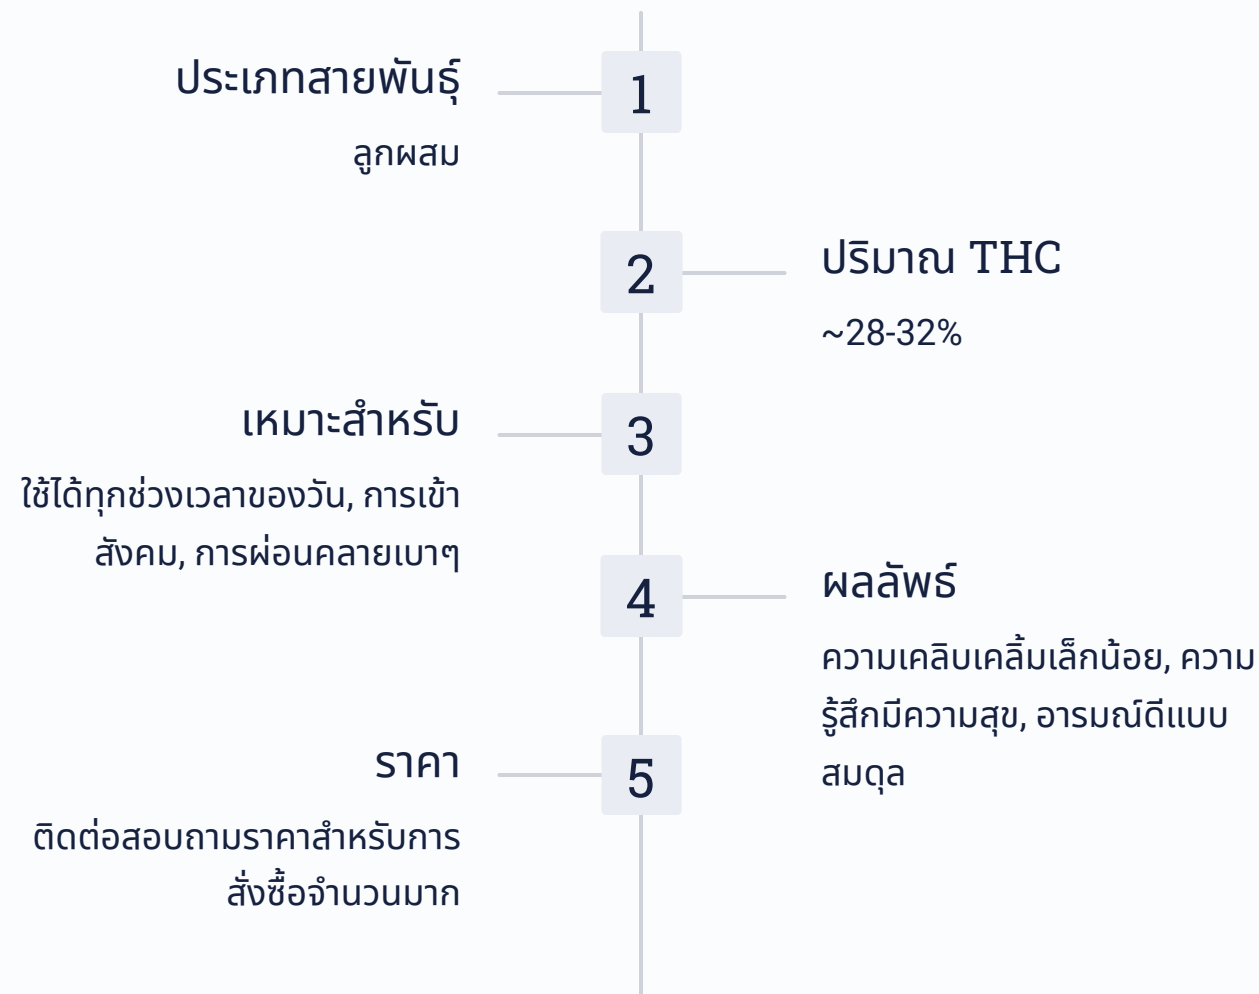 ประเภทสายพันธุ์
1
ลูกผสม
2
ปริมาณ THC
~28-32%
เหมาะสำหรับ
3
ใช้ได้ทุกช่วงเวลาของวัน, การเข้า
สังคม, การผ่อนคลายเบาๆ
4
ผลลัพธ์
ความเคลิบเคลิ้มเล็กน้อย, ความ
รู้สึกมีความสุข, อารมณ์ดีแบบ
สมดุล
ราคา
5
ติดต่อสอบถามราคาสำหรับการ
สั่งซื้อจำนวนมาก